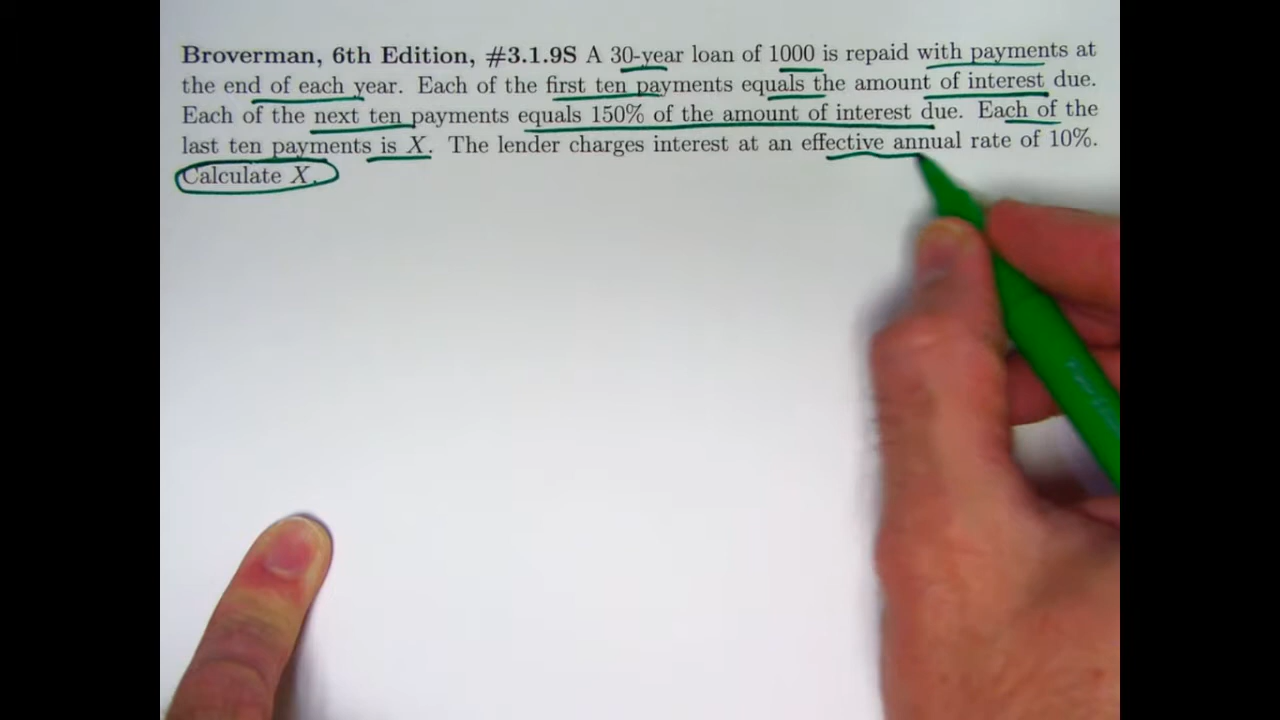 Broverman, 6th Edition, #3.1.9S A 30-year loan of 1000 is repaid with payments at
the end of each year. Each of the first ten payments equals the amount of interest due.
Each of the next ten payments equals 150% of the amount of interest due. Each of the
last ten payments is X. The lender charges interest at an effective annual rate of 10%.
Calculate X.